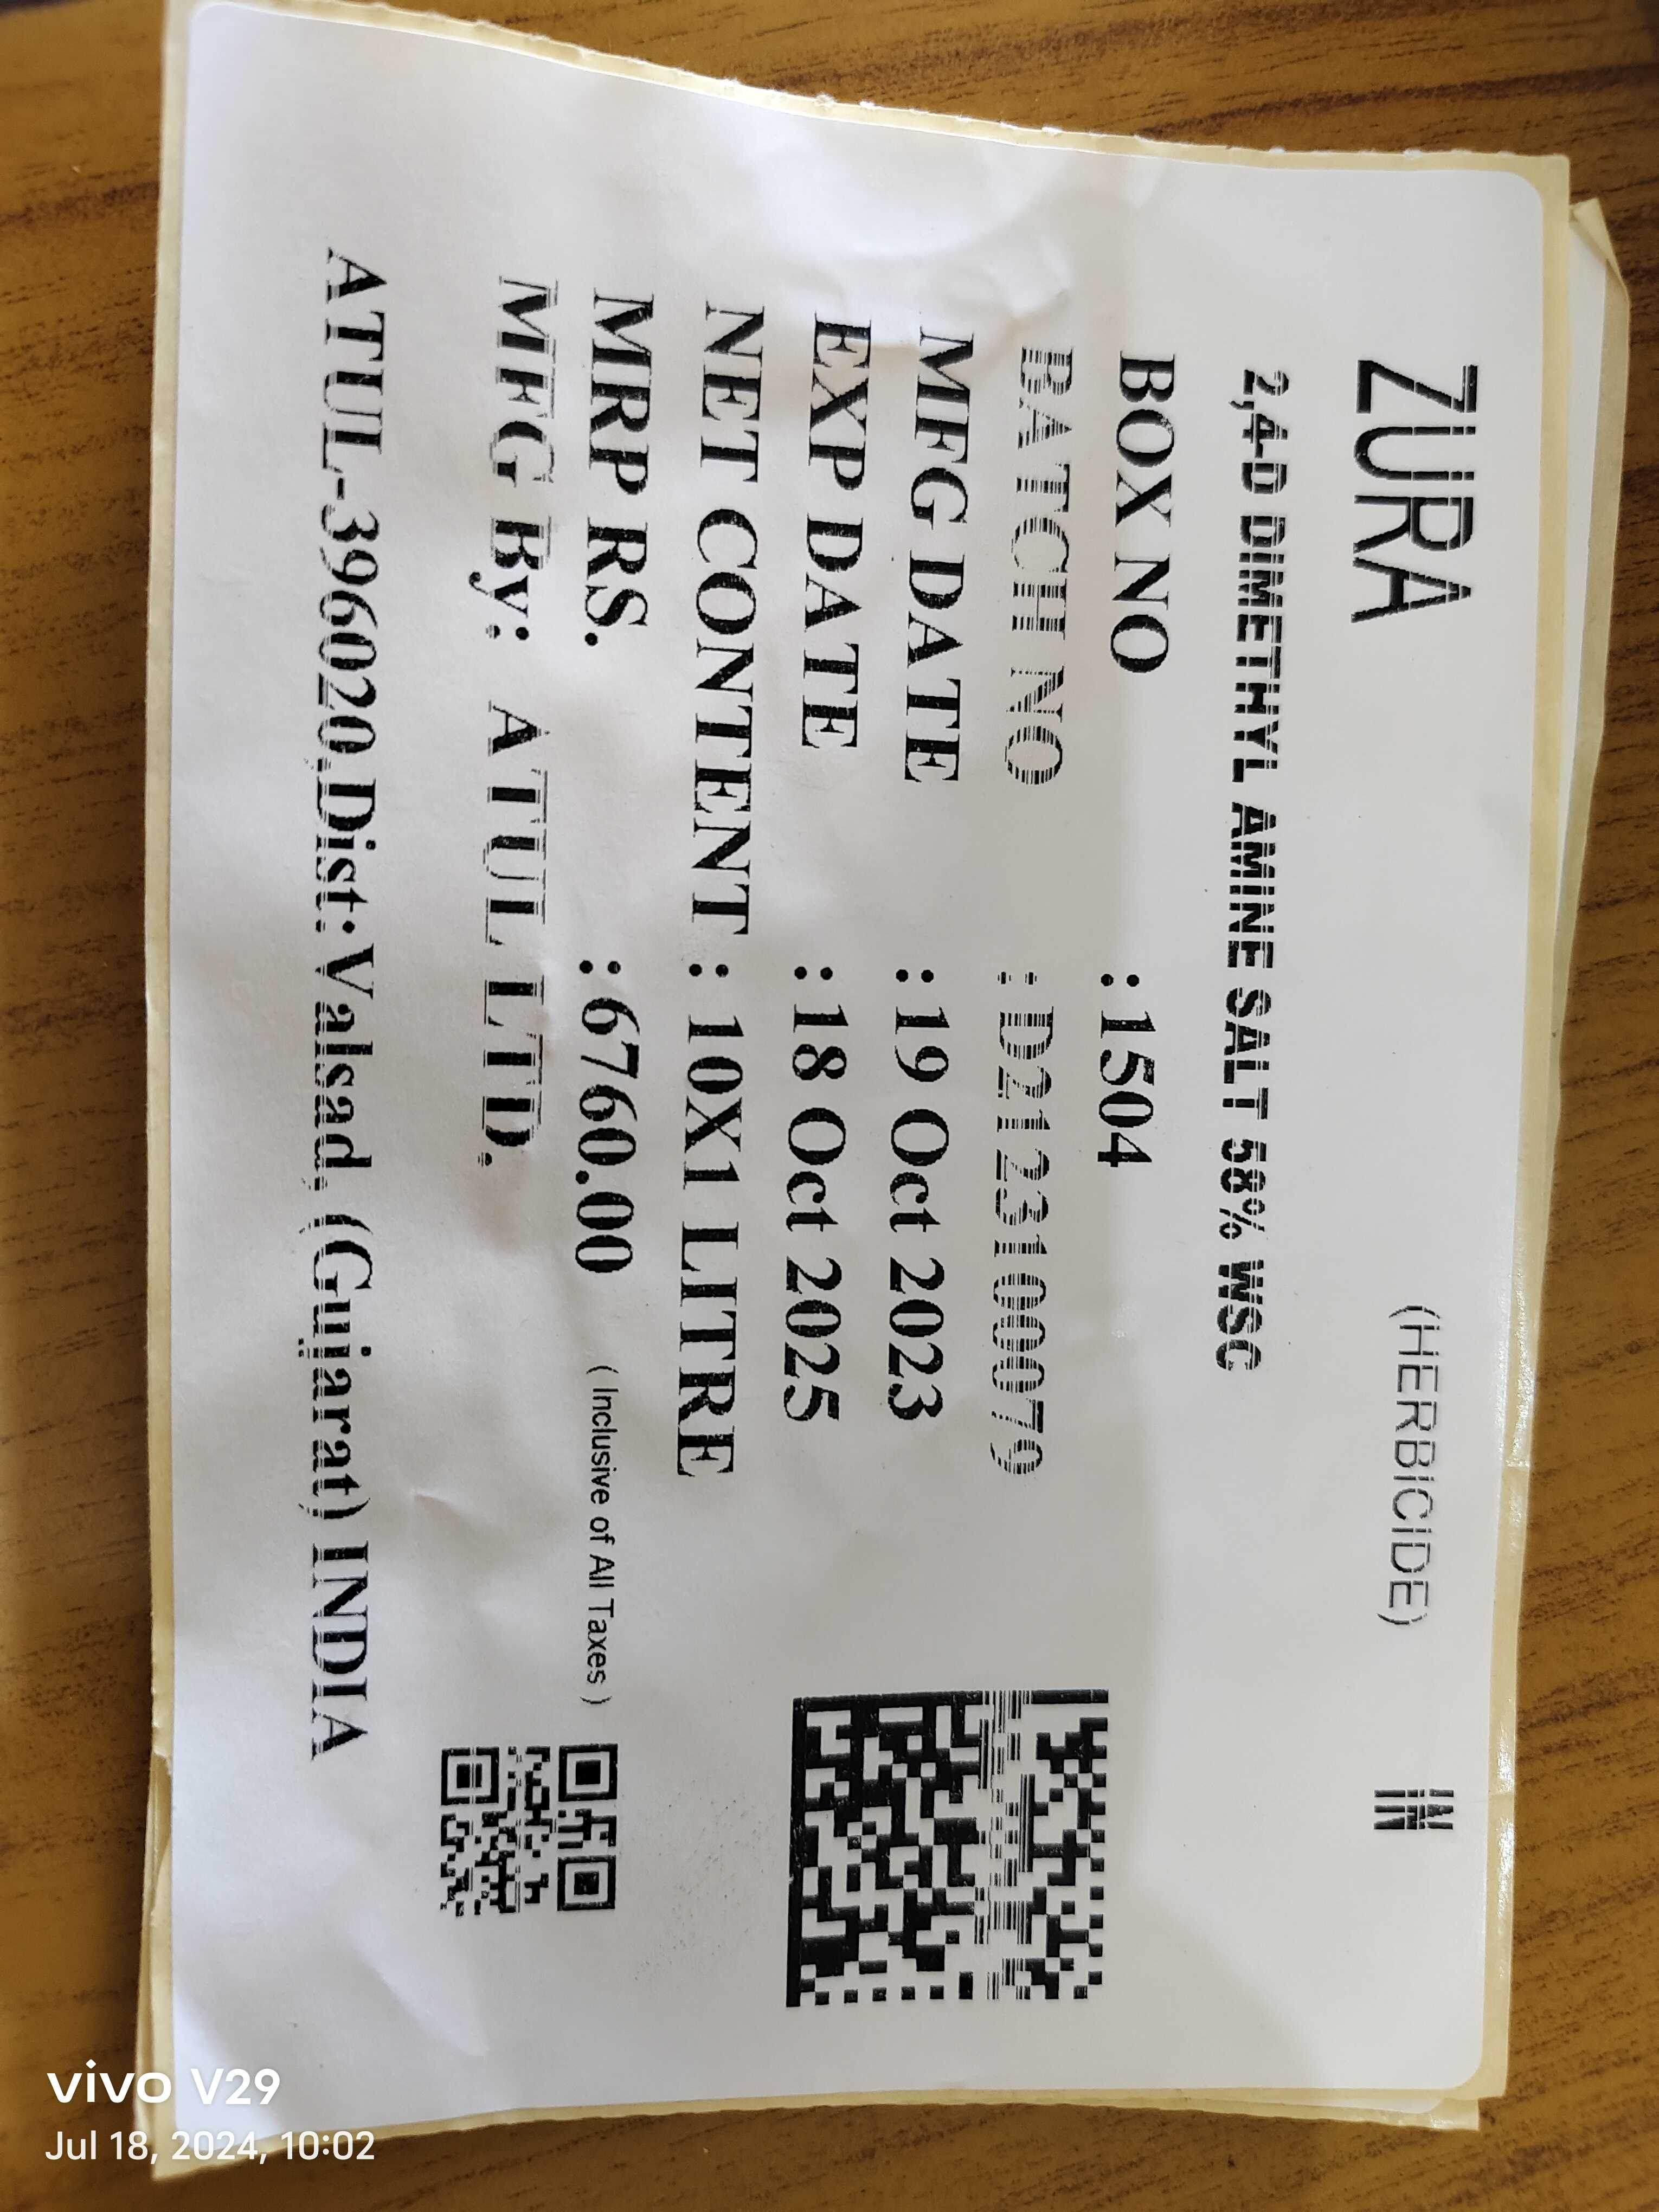 ZURA (HERBICIDE) IN
2,4-D DIMETHYL AMINE SALT 58% WSC
BOX NO :1504
BATCH NO :D2123100079
MFG DATE :19 Oct 2023
EXP DATE :18 Oct 2025
NET CONTENT : 10X1 LITRE
MRP RS. :6760.00 ( Inclusive of All Taxes )
MFG By: ATUL LTD.
ATUL-396020,Dist:Valsad, (Gujarat) INDIA
vivo V29
Jul 18, 2024, 10:02